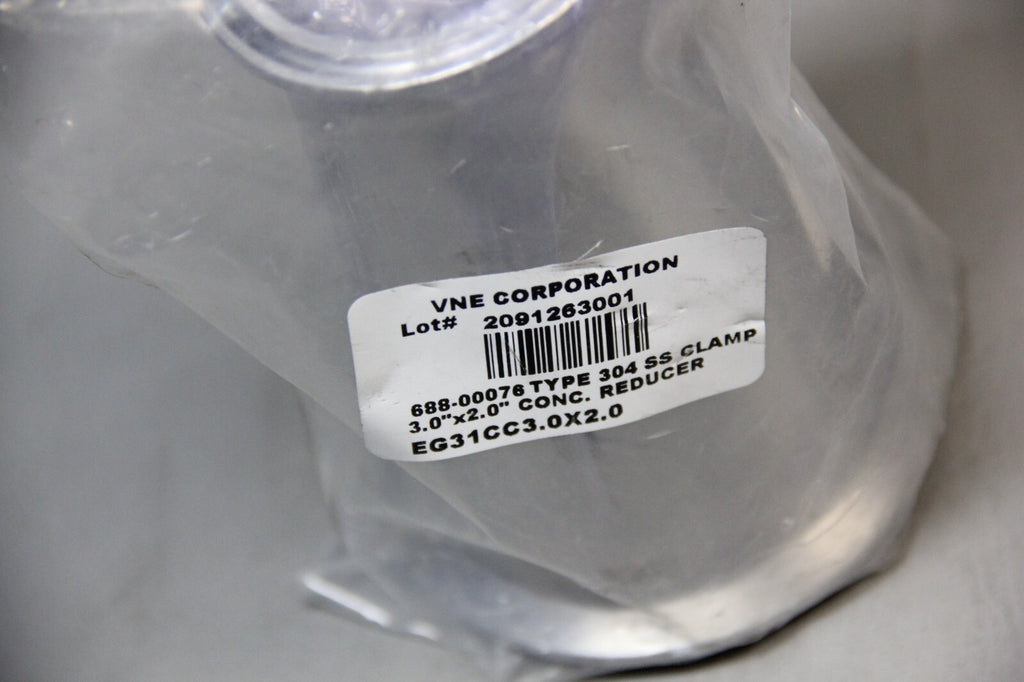 VNE CORPORATION
Lot# 2091263001
688-00076 TYPE 304 SS CLAMP
3.0"x2.0" CONC. REDUCER
EG31CC3.0X2.0